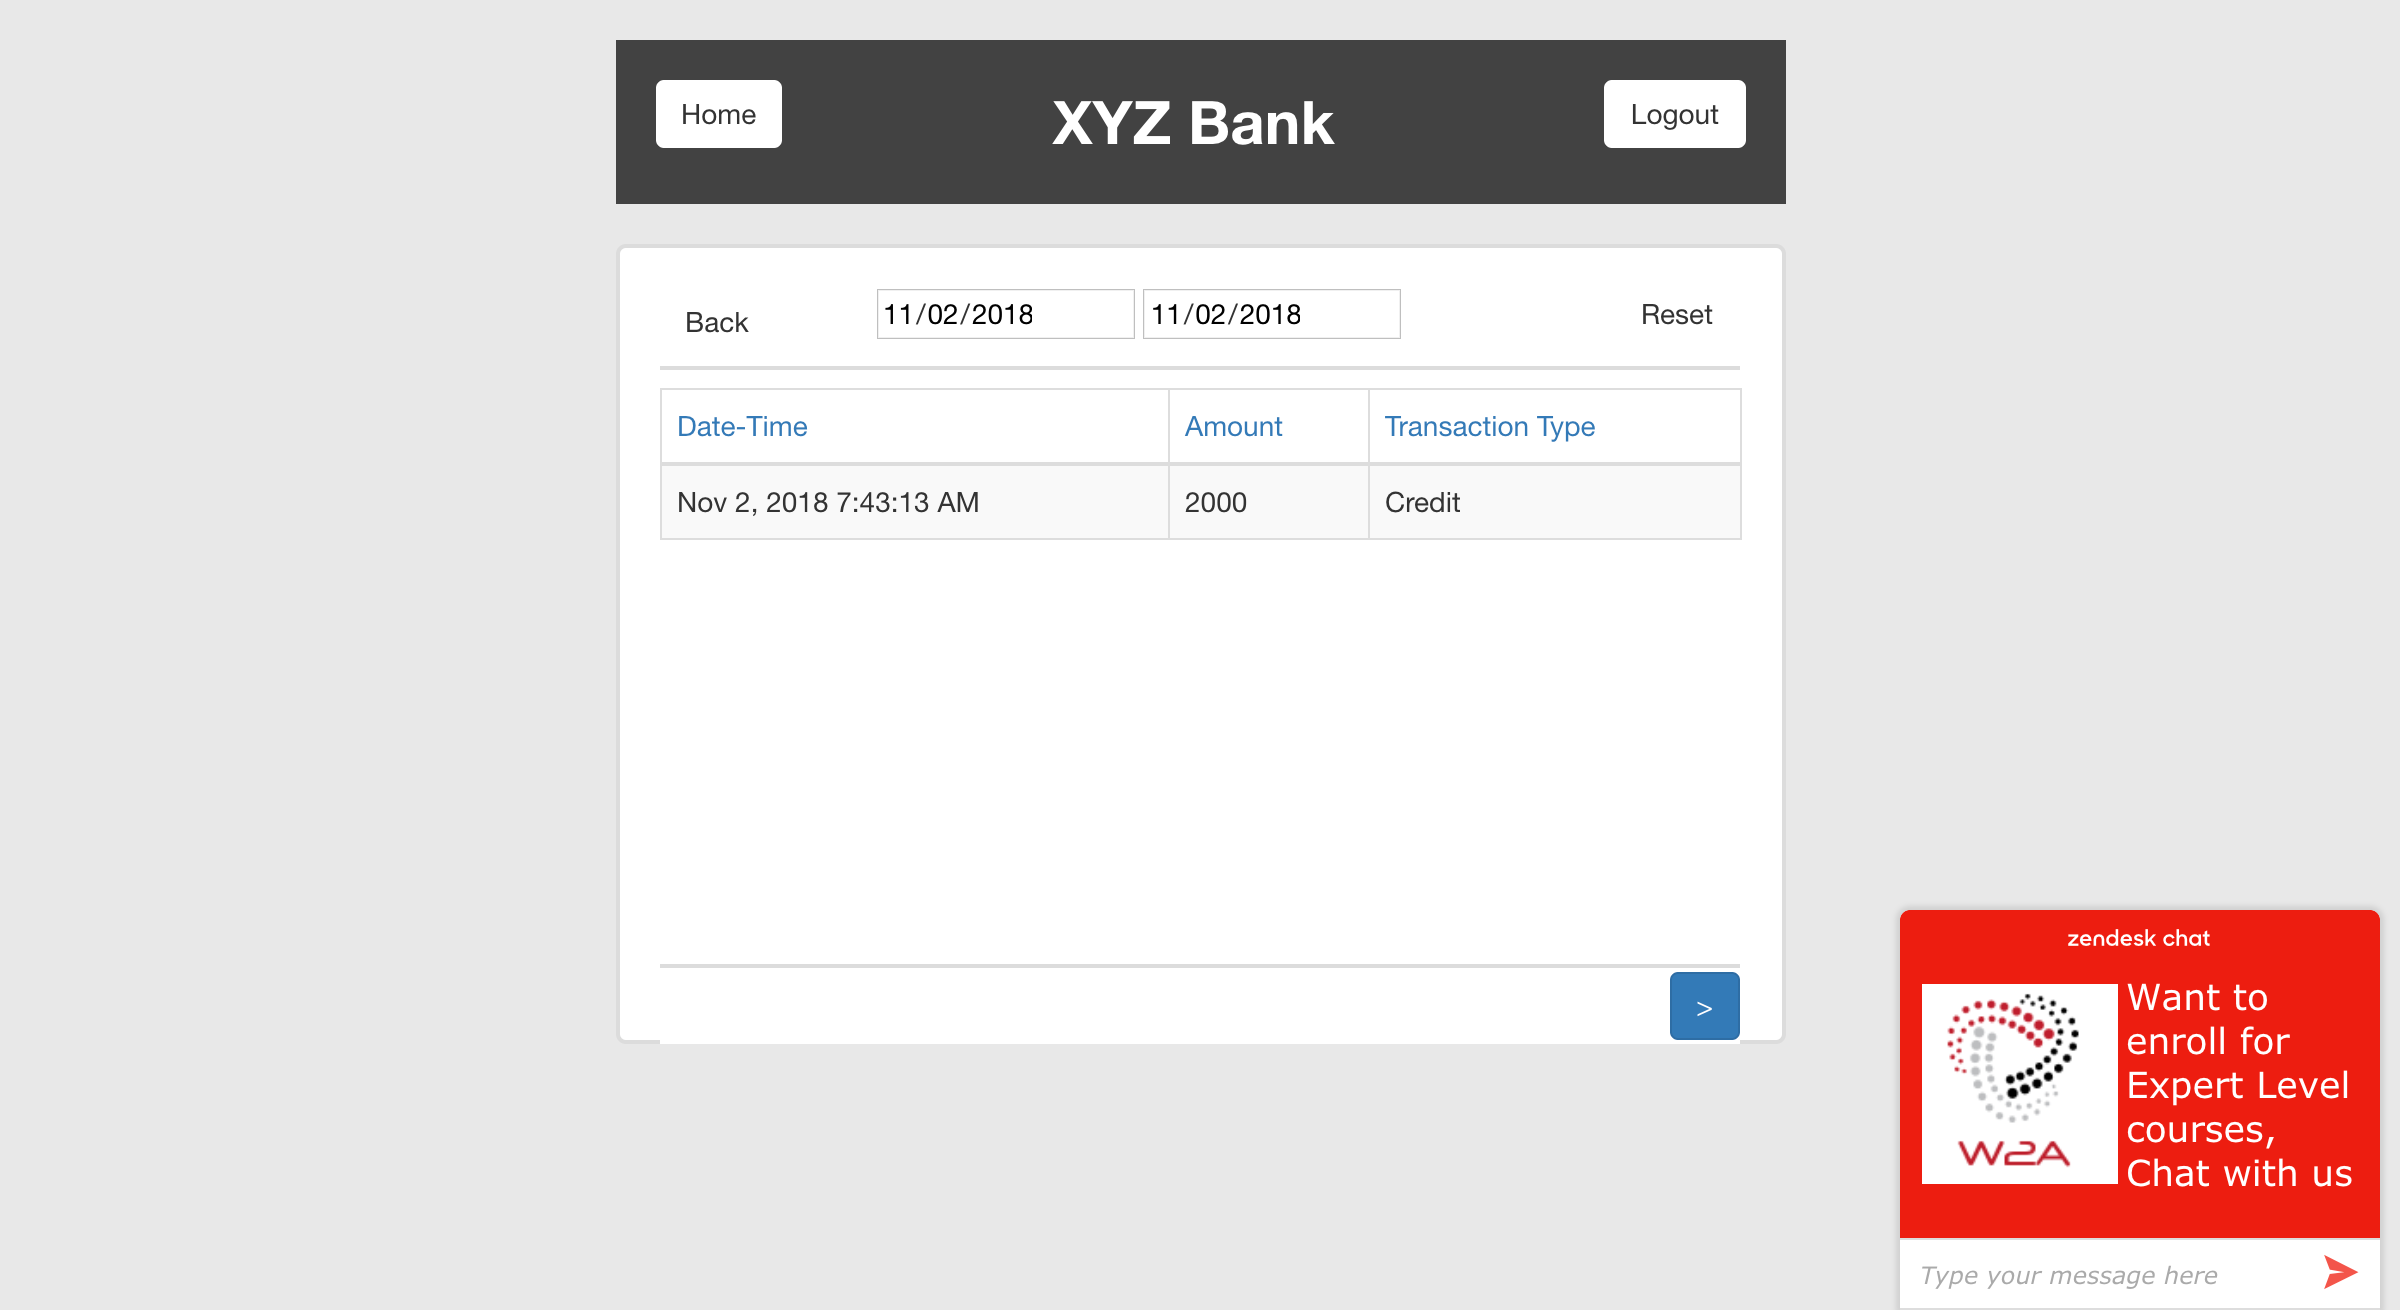 Home
XYZ Bank
Logout
Back
11/02/2018
11/02/2018
Reset
Date-Time Amount Transaction Type
Nov 2, 2018 7:43:13 AM 2000 Credit
>
zendesk chat
W2A
Want to
enroll for
Expert Level
courses,
Chat with us
Type your message here